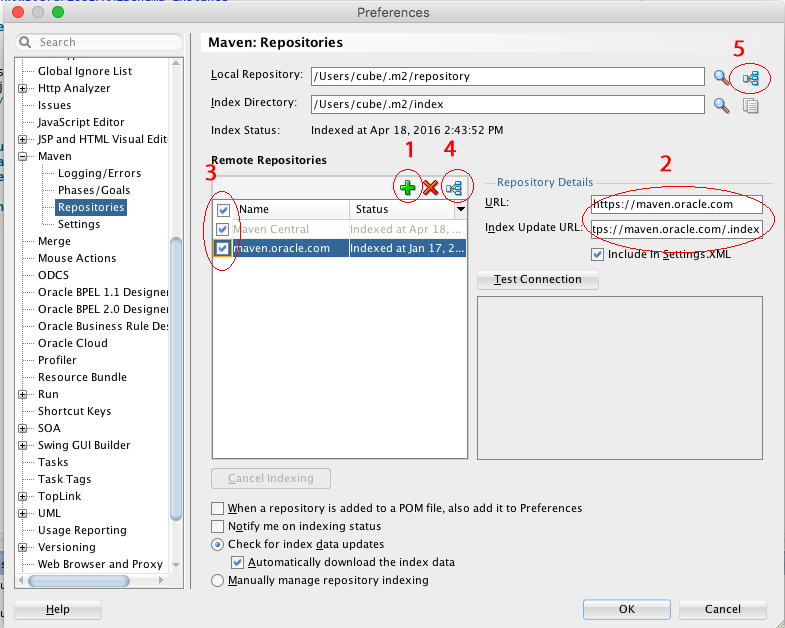 Preferences
Search
Global Ignore List
Http Analyzer
Issues
JavaScript Editor
JSP and HTML Visual Edit
Maven
Logging/Errors
Phases/Goals
Repositories
Settings
Merge
Mouse Actions
ODCS
Oracle BPEL 1.1 Designer
Oracle BPEL 2.0 Designer
Oracle Business Rule Des
Oracle Cloud
Profiler
Resource Bundle
Run
Shortcut Keys
SOA
Swing GUI Builder
Tasks
Task Tags
TopLink
UML
Usage Reporting
Versioning
Web Browser and Proxy
Maven: Repositories
5
Local Repository: /Users/cube/.m2/repository
Index Directory: /Users/cube/.m2/index
Index Status: Indexed at Apr 18, 2016 2:43:52 PM
Remote Repositories
1 4
3
Name Status
Maven Central Indexed at Apr 18, ...
maven.oracle.com Indexed at Jan 17, 2...
2
Repository Details
URL: https://maven.oracle.com
Index Update URL: tps://maven.oracle.com/.index
Include in Settings.XML
Test Connection
Cancel Indexing
When a repository is added to a POM file, also add it to Preferences
Notify me on indexing status
Check for index data updates
Automatically download the index data
Manually manage repository indexing
Help OK Cancel